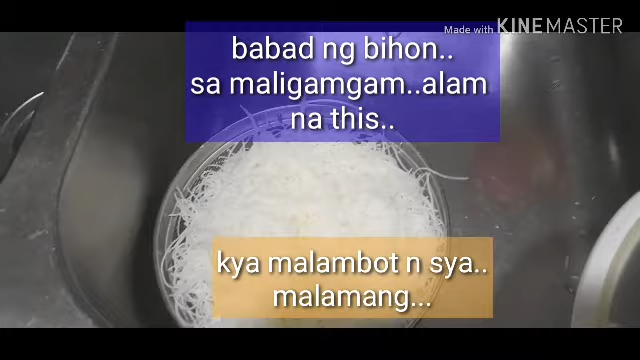 Made with KINEMASTER
babad ng bihon..
sa maligamgam..alam
na this..
kya malambot n sya..
malamang...